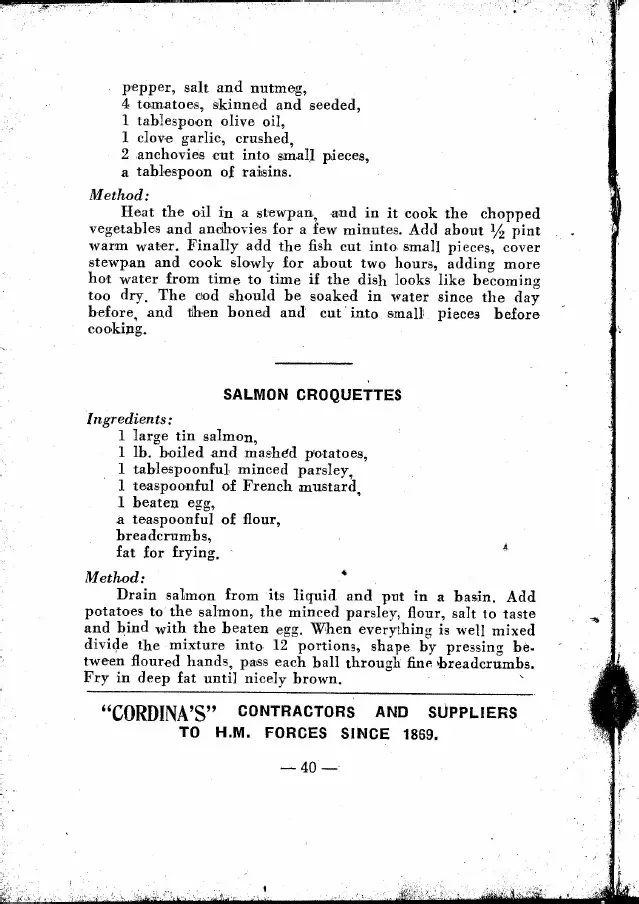 pepper, salt and nutmeg,
4 tomatoes, skinned and seeded,
1 tablespoon olive oil,
1 clove garlic, crushed,
2 anchovies cut into small pieces,
a tablespoon of raisins.
Method:
Heat the oil in a stewpan, and in it cook the chopped
vegetables and anchovies for a few minutes. Add about ½ pint
warm water. Finally add the fish cut into small pieces, cover
stewpan and cook slowly for about two hours, adding more
hot water from time to time if the dish looks like becoming
too dry. The cod should be soaked in water since the day
before, and then boned and cut into small pieces before
cooking.
SALMON CROQUETTES
Ingredients:
1 large tin salmon,
1 lb. boiled and mashed potatoes,
1 tablespoonful minced parsley,
1 teaspoonful of French mustard,
1 beaten egg,
a teaspoonful of flour,
breadcrumbs,
fat for frying.
Method:
Drain salmon from its liquid and put in a basin. Add
potatoes to the salmon, the minced parsley, flour, salt to taste
and bind with the beaten egg. When everything is well mixed
divide the mixture into 12 portions, shape by pressing be-
tween floured hands, pass each ball through fine breadcrumbs.
Fry in deep fat until nicely brown.
"CORDINA'S" CONTRACTORS AND SUPPLIERS
TO H.M. FORCES SINCE 1869.
— 40 —